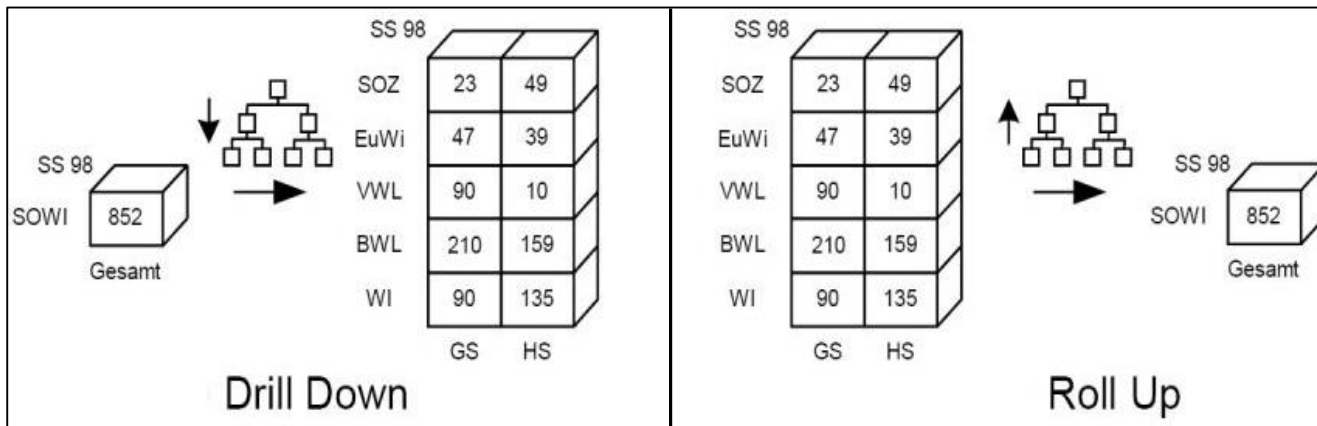 SS 98
SOZ 23 49
EuWi 47 39
VWL 90 10
BWL 210 159
WI 90 135
GS HS
SS 98
SOWI 852
Gesamt
Drill Down
SS 98
SOZ 23 49
EuWi 47 39
VWL 90 10
BWL 210 159
WI 90 135
GS HS
SS 98
SOWI 852
Gesamt
Roll Up